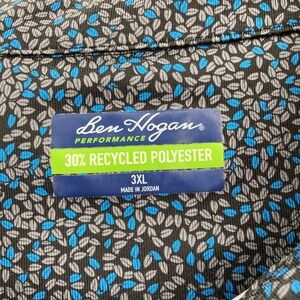 Ben Hogan®
PERFORMANCE
30% RECYCLED POLYESTER
3XL
MADE IN JORDAN